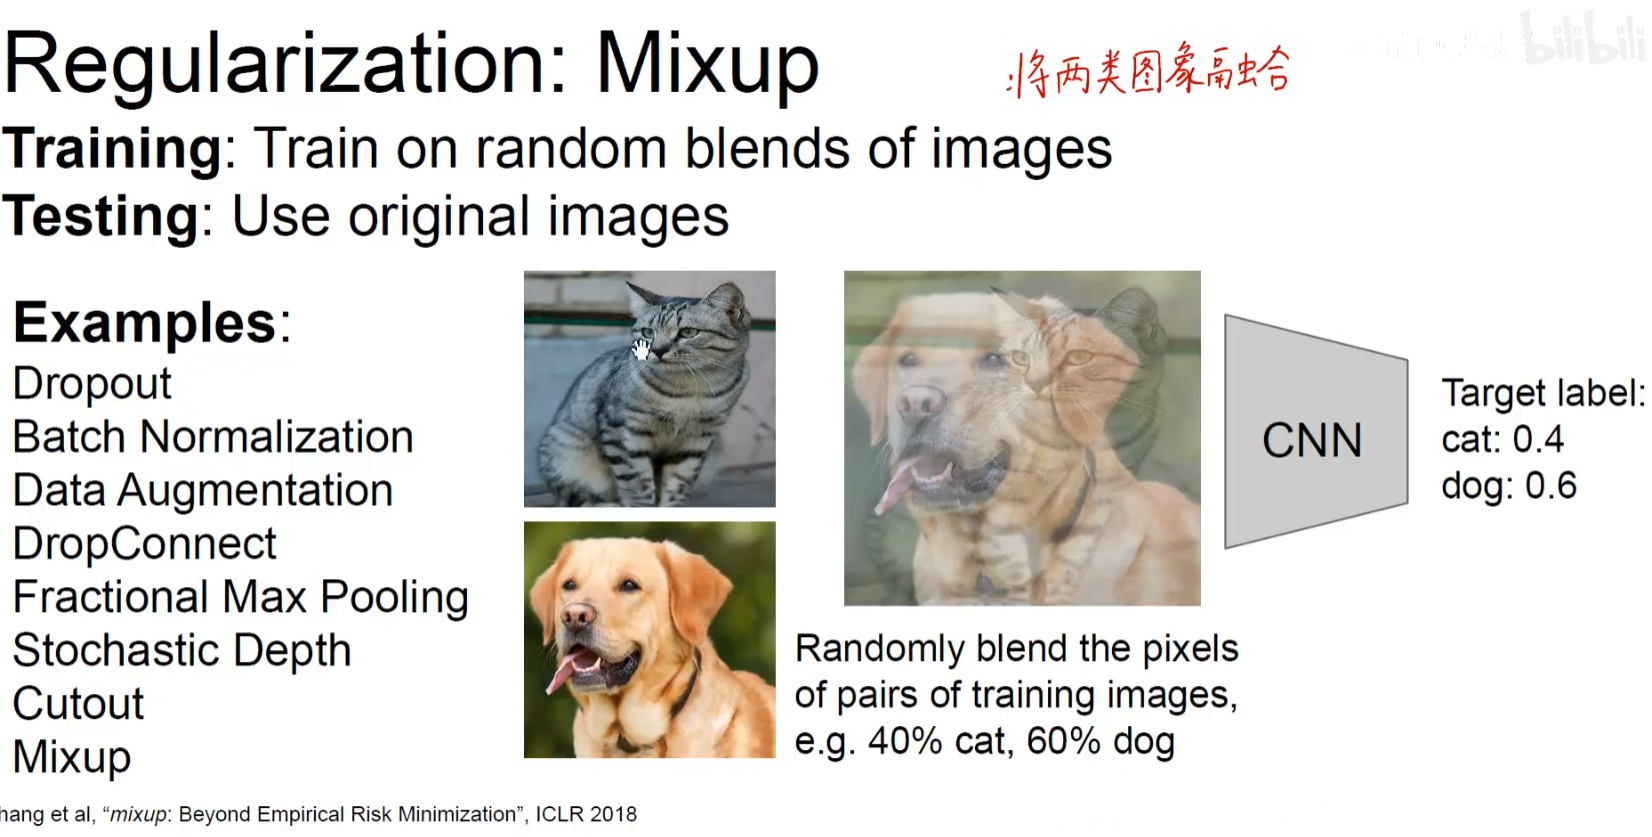 Regularization: Mixup
:将两类图象融合
bilibili
Training: Train on random blends of images
Testing: Use original images
Examples:
Dropout
Batch Normalization
Data Augmentation
DropConnect
Fractional Max Pooling
Stochastic Depth
Cutout
Mixup
CNN
Target label:
cat: 0.4
dog: 0.6
Randomly blend the pixels
of pairs of training images,
e.g. 40% cat, 60% dog
hang et al, “mixup: Beyond Empirical Risk Minimization”, ICLR 2018